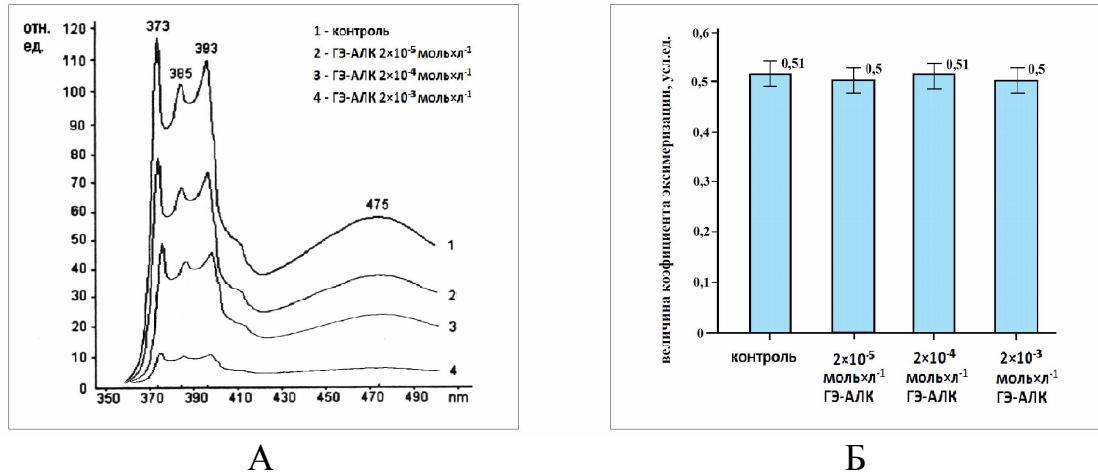 отн.
ед.
120
110
100
90
80
70
60
50
40
30
20
10
0
350
370
390
410
430
450
470
490
nm
373
385
393
475
1
2
3
4
1 - контроль
2 - ГЭ-АЛК 2×10-5 моль×л-1
3 - ГЭ-АЛК 2×10-4 моль×л-1
4 - ГЭ-АЛК 2×10-3 моль×л-1
А
величина коефициента эксимеризации, усл.ед.
0,6
0,5
0,4
0,3
0,2
0,1
0
0,51
0,5
0,51
0,5
контроль
2×10-5
моль×л-1
ГЭ-АЛК
2×10-4
моль×л-1
ГЭ-АЛК
2×10-3
моль×л-1
ГЭ-АЛК
Б